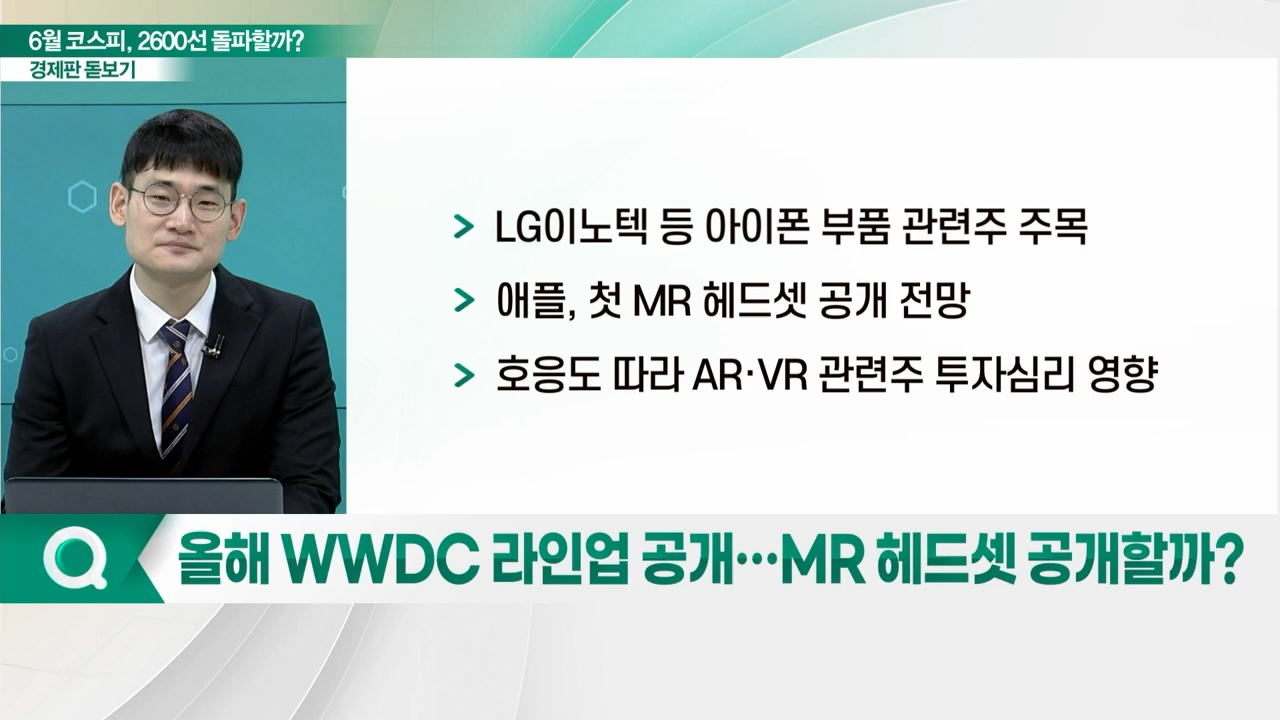 6월 코스피, 2600선 돌파할까?
경제판 돋보기
> LG이노텍 등 아이폰 부품 관련주 주목
> 애플, 첫 MR 헤드셋 공개 전망
> 호응도 따라 AR·VR 관련주 투자심리 영향
Q 올해 WWDC 라인업 공개…MR 헤드셋 공개할까?